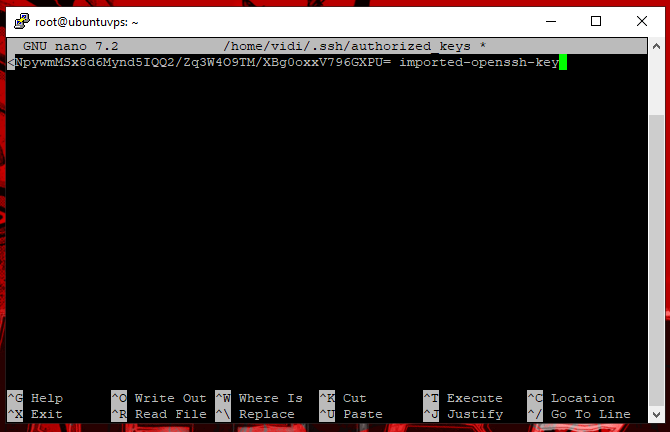 root@ubuntuvps: ~
GNU nano 7.2 /home/vidi/.ssh/authorized_keys *
<NpywmMSx8d6Mynd5IQQ2/Zq3W4O9TM/XBg0oxxV796GXPU= imported-openssh-key
^G Help ^O Write Out ^W Where Is ^K Cut ^T Execute ^C Location
^X Exit ^R Read File ^\ Replace ^U Paste ^J Justify ^/ Go To Line